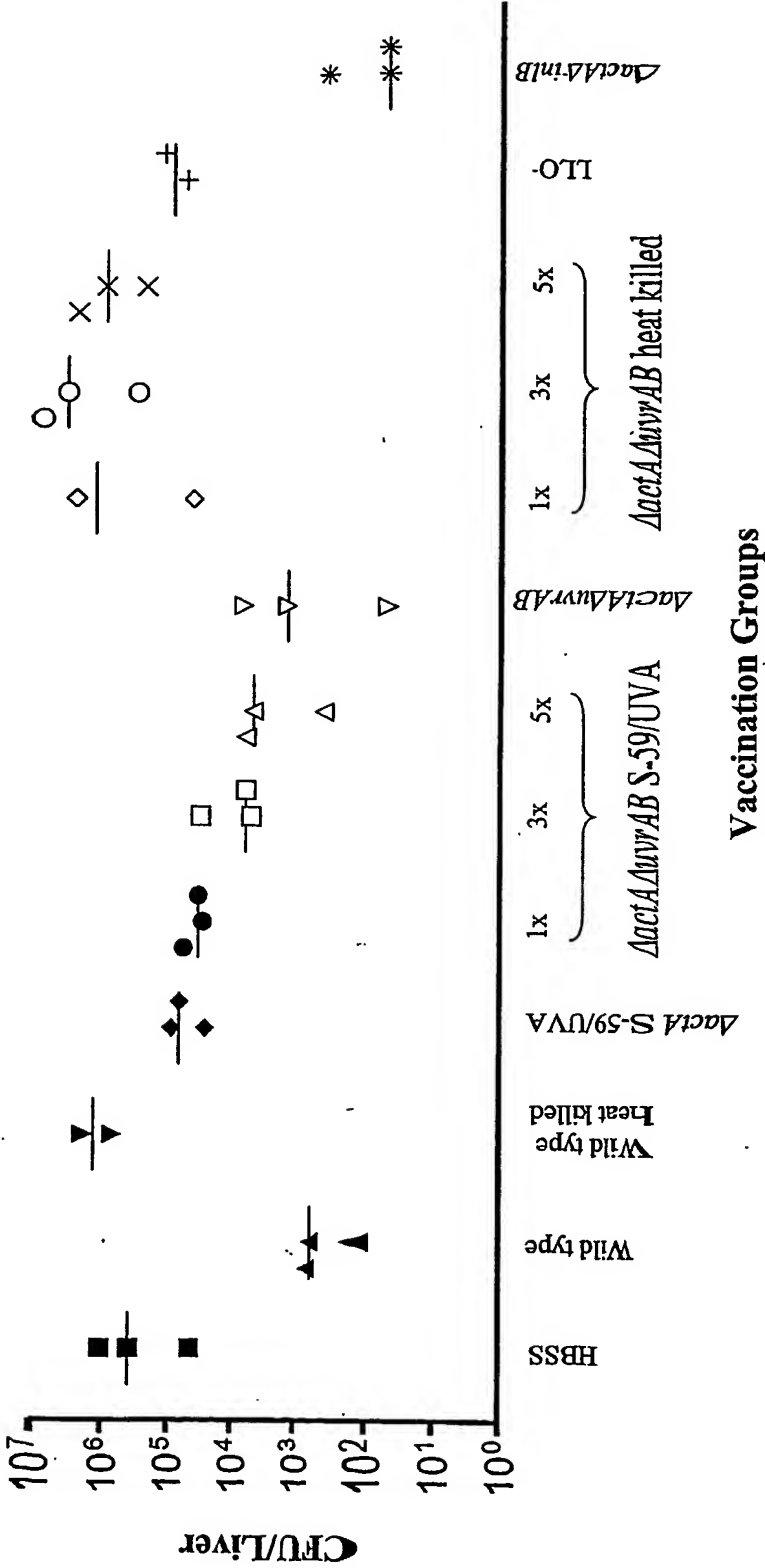 CFU/Liver
10⁷
10⁶
10⁵
10⁴
10³
10²
10¹
10⁰
HBSS
Wild type
Wild type
heat killed
ΔactA S-59/UVA
1x 3x 5x
ΔactAΔuvrAB S-59/UVA
ΔactAΔuvrAB
1x 3x 5x
ΔactAΔuvrAB heat killed
LLO-
ΔactAΔinlB
Vaccination Groups